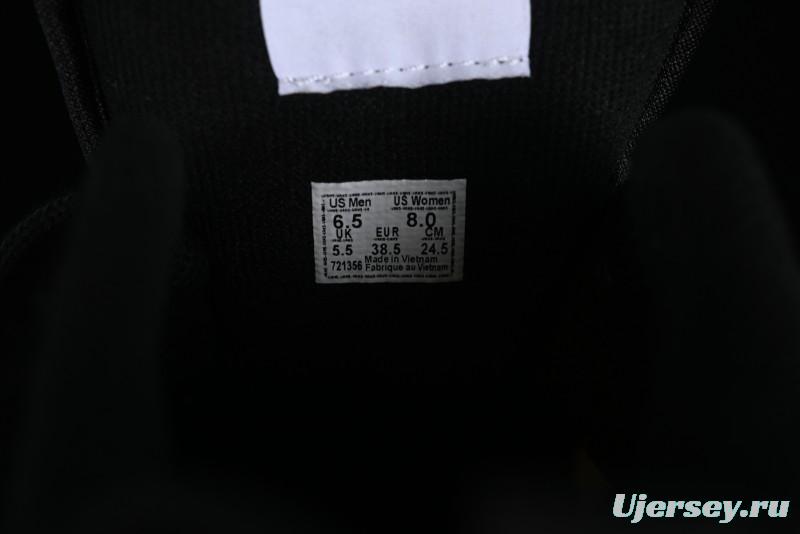 US Men US Women
6.5 8.0
UK EUR CM
5.5 38.5 24.5
Made in Vietnam
721356 Fabrique au Vietnam
Ujersey.ru